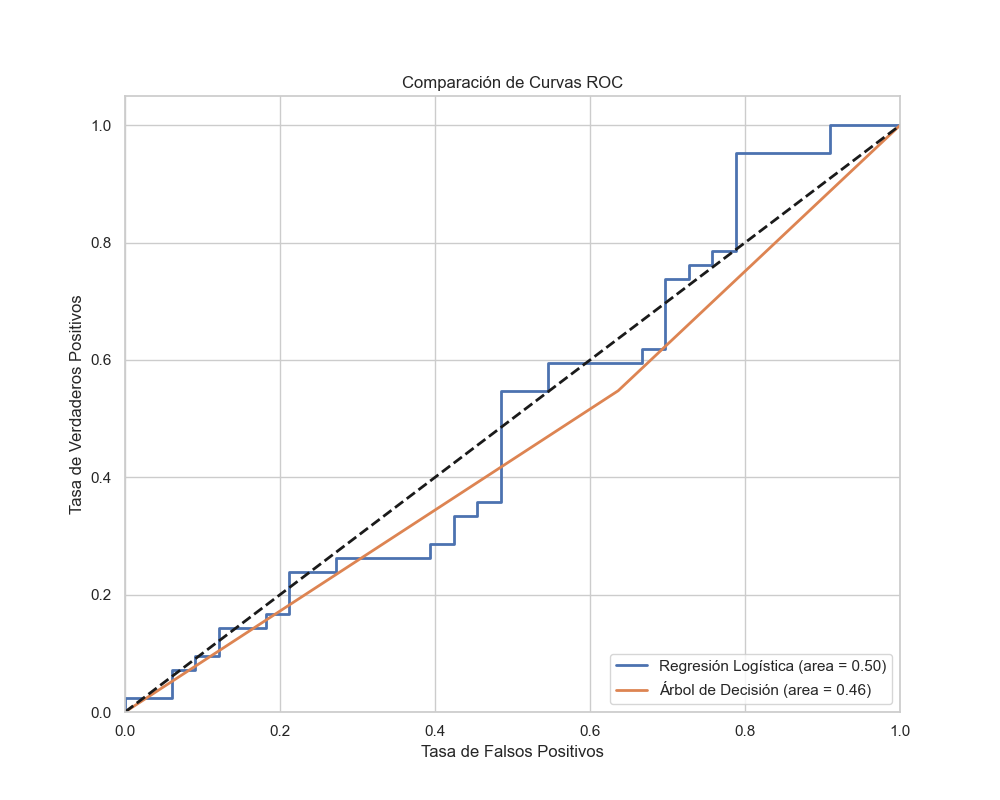 Comparación de Curvas ROC
Tasa de Verdaderos Positivos
1.0
0.8
0.6
0.4
0.2
0.0
0.0 0.2 0.4 0.6 0.8 1.0
Tasa de Falsos Positivos
Regresión Logística (area = 0.50)
Árbol de Decisión (area = 0.46)